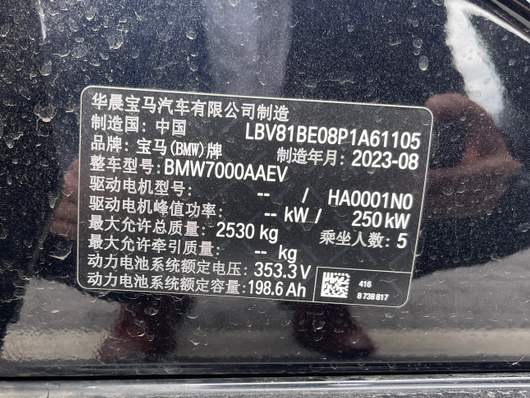 华晨宝马汽车有限公司制造
制造国: 中国 LBV81BE08P1A61105
品牌: 宝马(BMW)牌 制造年月: 2023-08
整车型号: BMW7000AAEV
驱动电机型号: -- / HA0001N0
驱动电机峰值功率: -- kW / 250 kW
最大允许总质量: 2530 kg 乘坐人数: 5
最大允许牵引质量: -- kg
动力电池系统额定电压: 353.3 V
动力电池系统额定容量: 198.6 Ah
416
8 738 817